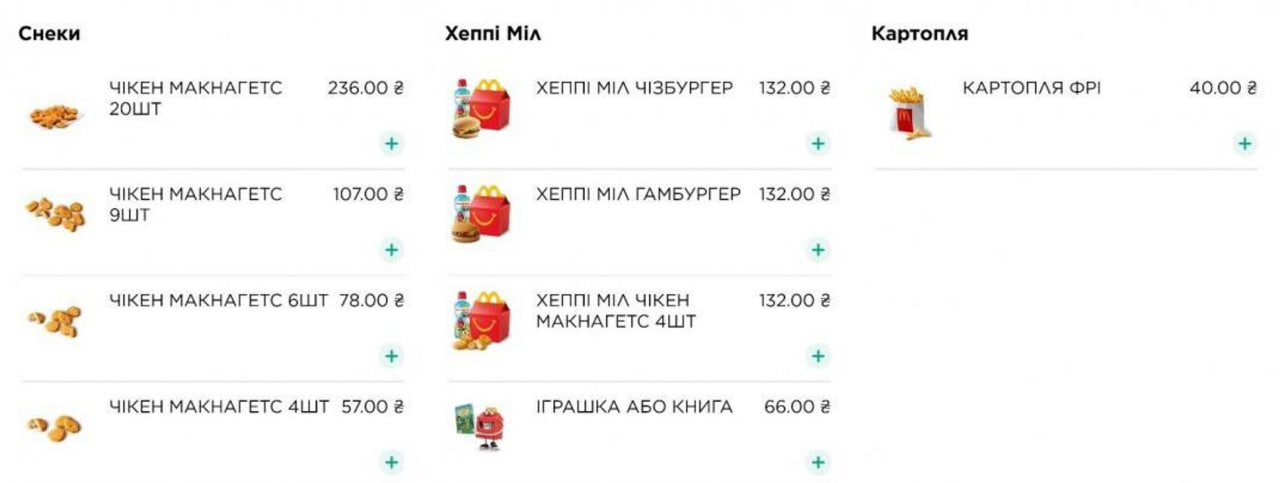 Снеки
ЧІКЕН МАКНАГЕТС 236.00 ₴
20ШТ
+
ЧІКЕН МАКНАГЕТС 107.00 ₴
9ШТ
+
ЧІКЕН МАКНАГЕТС 6ШТ 78.00 ₴
+
ЧІКЕН МАКНАГЕТС 4ШТ 57.00 ₴
+
Хеппі Міл
ХЕППІ МІЛ ЧІЗБУРГЕР 132.00 ₴
+
ХЕППІ МІЛ ГАМБУРГЕР 132.00 ₴
+
ХЕППІ МІЛ ЧІКЕН 132.00 ₴
МАКНАГЕТС 4ШТ
+
ІГРАШКА АБО КНИГА 66.00 ₴
+
Картопля
КАРТОПЛЯ ФРІ 40.00 ₴
+